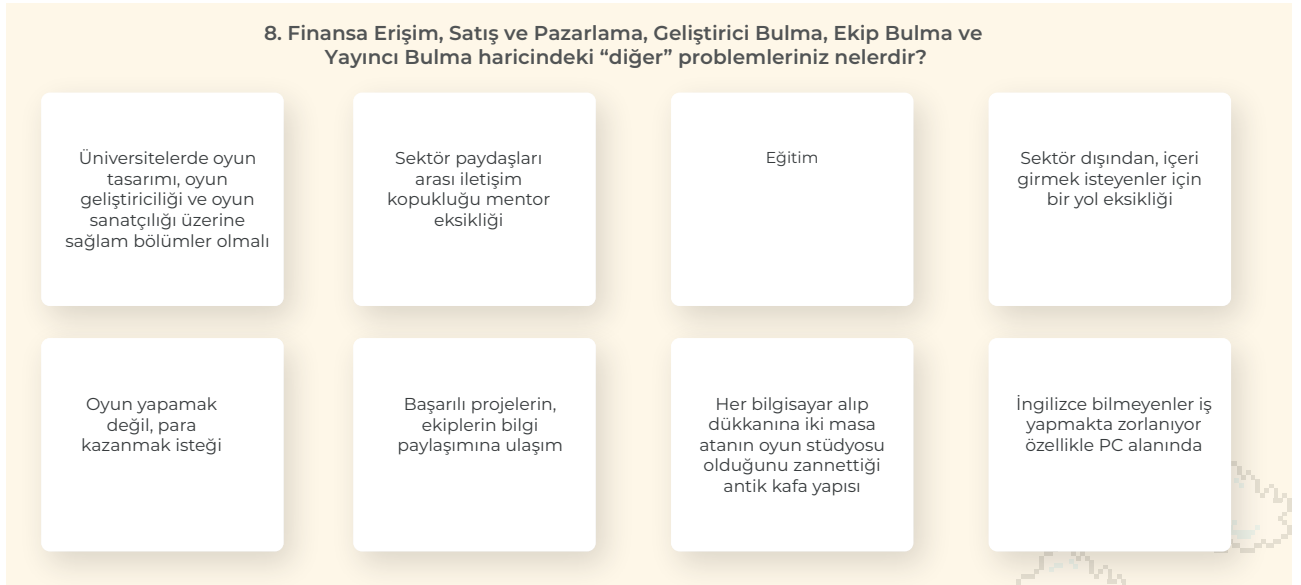 8. Finansa Erişim, Satış ve Pazarlama, Geliştirici Bulma, Ekip Bulma ve
Yayıncı Bulma haricindeki “diğer” problemleriniz nelerdir?
Üniversitelerde oyun
tasarımı, oyun
geliştiriciliği ve oyun
sanatçılığı üzerine
sağlam bölümler olmalı
Sektör paydaşları
arası iletişim
kopukluğu mentor
eksikliği
Eğitim
Sektör dışından, içeri
girmek isteyenler için
bir yol eksikliği
Oyun yapamak
değil, para
kazanmak isteği
Başarılı projelerin,
ekiplerin bilgi
paylaşımına ulaşım
Her bilgisayar alıp
dükkanına iki masa
atanın oyun stüdyosu
olduğunu zannettiği
antik kafa yapısı
İngilizce bilmeyenler iş
yapmakta zorlanıyor
özellikle PC alanında